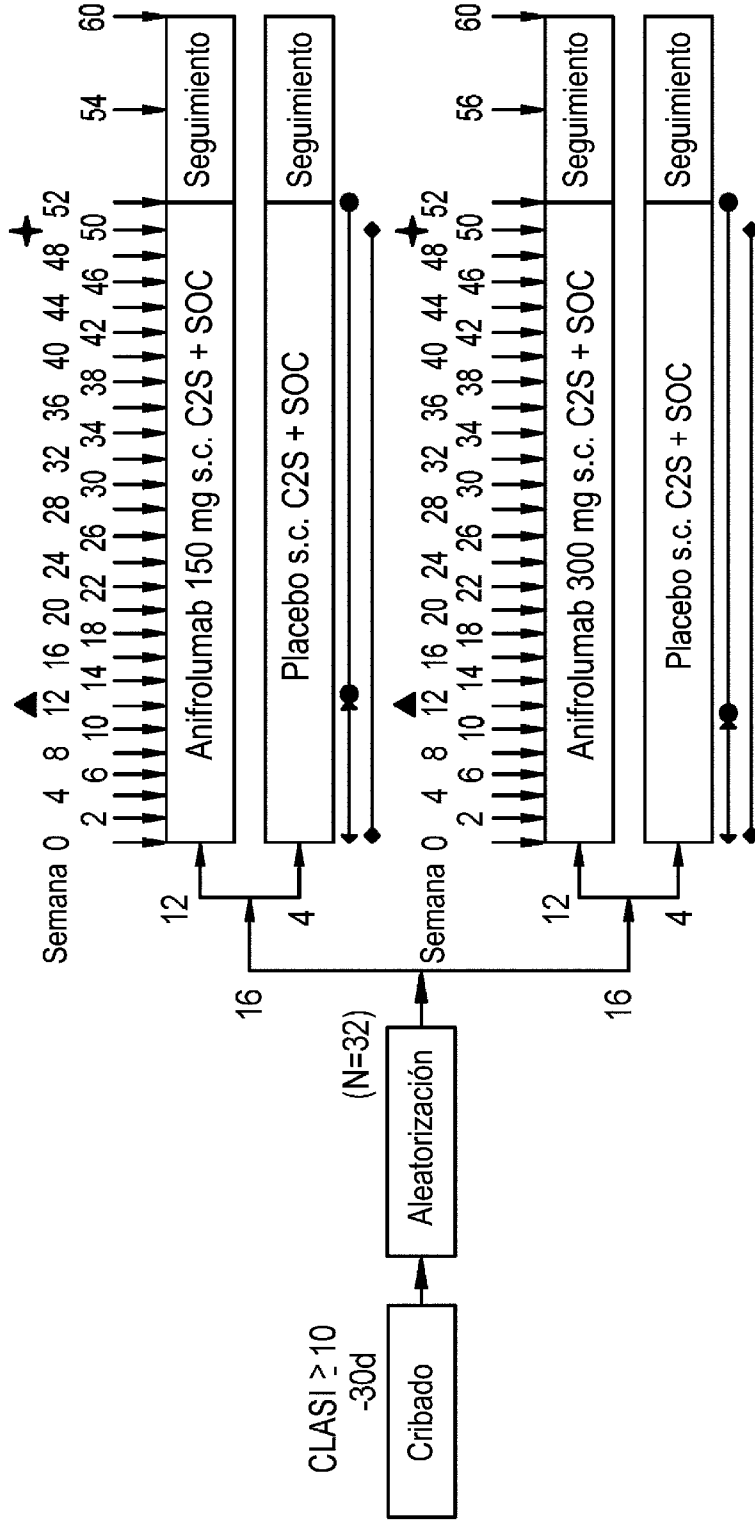 CLASI ≥ 10
-30d
Cribado
Aleatorización
(N=32)
16
12
4
Semana 0 4 8 12 16 20 24 28 32 36 40 44 48 52
2 6 10 14 18 22 26 30 34 38 42 46 50 54 60
Anifrolumab 150 mg s.c. C2S + SOC
Seguimiento
Placebo s.c. C2S + SOC
Seguimiento
16
12
4
Semana 0 4 8 12 16 20 24 28 32 36 40 44 48 52
2 6 10 14 18 22 26 30 34 38 42 46 50 56 60
Anifrolumab 300 mg s.c. C2S + SOC
Seguimiento
Placebo s.c. C2S + SOC
Seguimiento